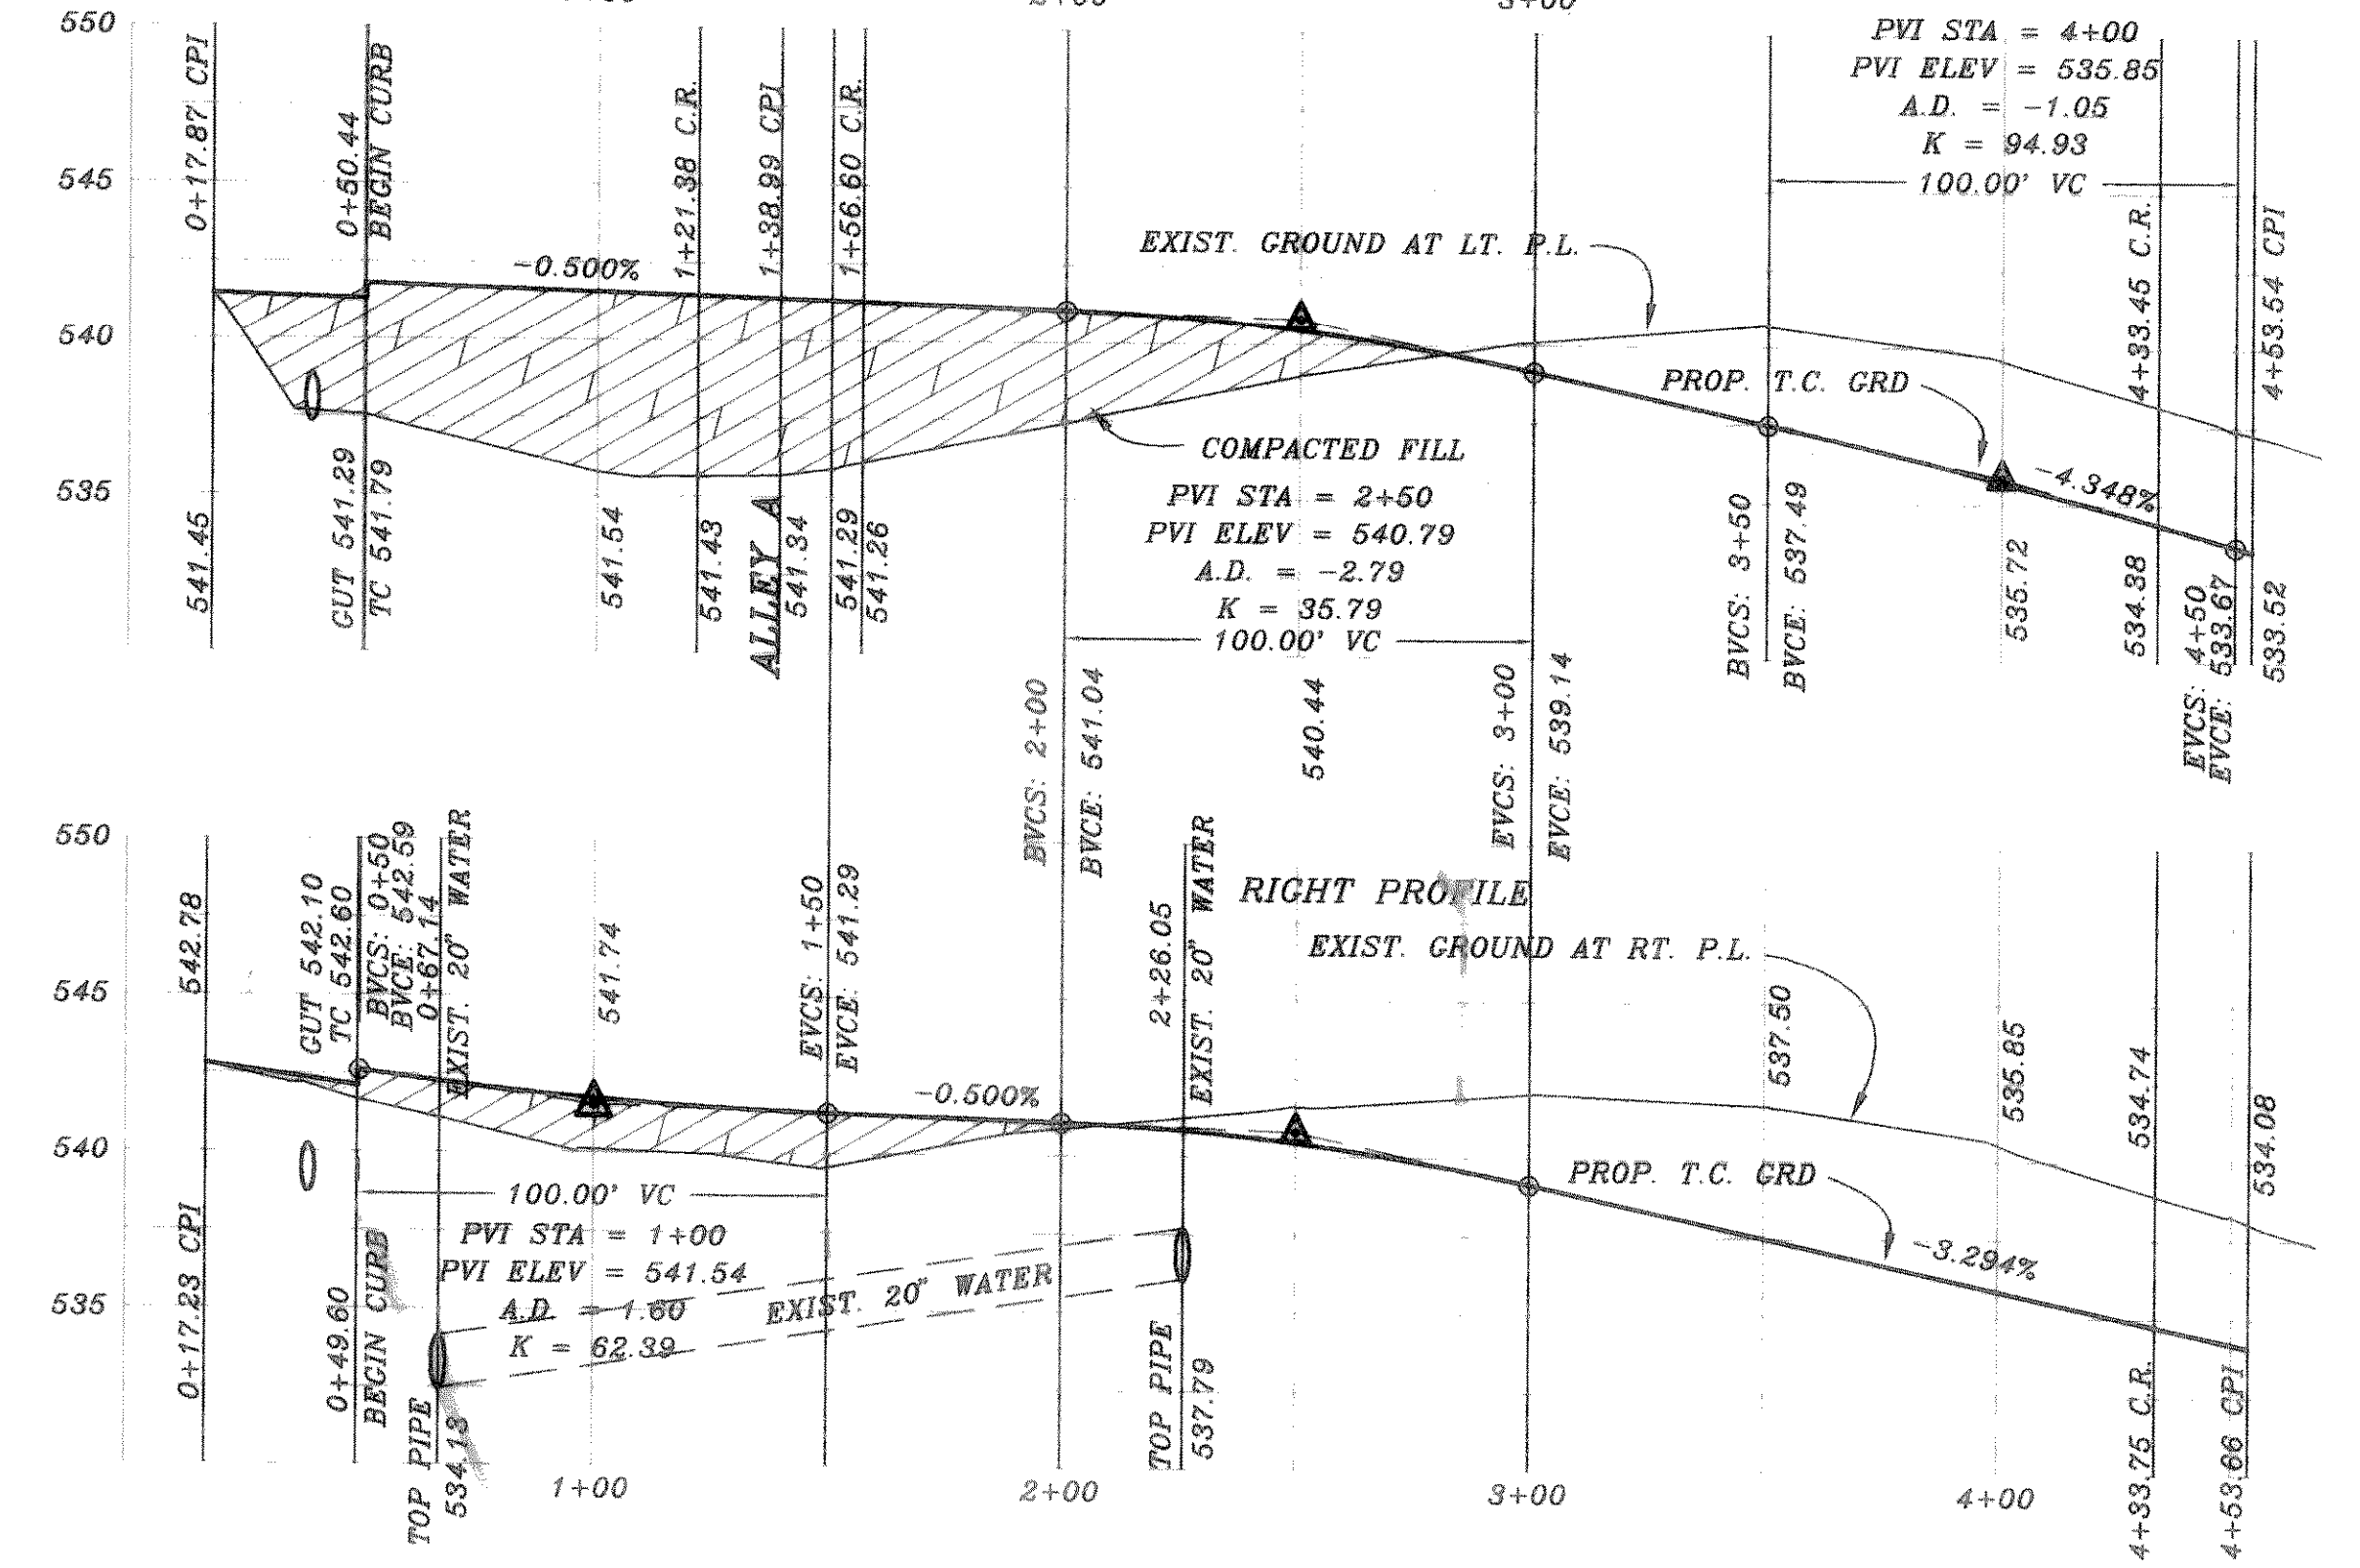 550
545
540
535
0+17.87 CPI
0+50.44
BEGIN CURB
1+21.38 C.R.
1+38.99 CPI
1+56.60 C.R.
2+00
3+00
PVI STA = 4+00
PVI ELEV = 535.85
A.D. = -1.05
K = 94.93
100.00' VC
4+33.45 C.R.
4+53.54 CPI
-0.500%
EXIST. GROUND AT LT. P.L.
PROP. T.C. GRD
-4.348%
COMPACTED FILL
PVI STA = 2+50
PVI ELEV = 540.79
A.D. = -2.79
K = 35.79
100.00' VC
541.45
GUT 541.29
TC 541.79
541.54
541.43
ALLEY A
541.34
541.29
541.26
BVCS: 2+00
BVCE: 541.04
540.44
EVCS: 3+00
EVCE: 539.14
BVCS: 3+50
BVCE: 537.49
535.72
534.38
EVCS: 4+50
EVCE: 533.67
533.52
550
545
540
535
542.78
GUT 542.10
TC 542.60
BVCS: 0+50
BVCE: 542.59
0+67.14
EXIST. 20" WATER
541.74
EVCS: 1+50
EVCE: 541.29
2+26.05
EXIST. 20" WATER
RIGHT PROFILE
EXIST. GROUND AT RT. P.L.
537.50
535.85
534.74
534.08
-0.500%
PROP. T.C. GRD
-3.294%
100.00' VC
PVI STA = 1+00
PVI ELEV = 541.54
A.D. = 1.60
K = 62.39
EXIST. 20" WATER
0+17.23 CPI
0+49.60
BEGIN CURB
TOP PIPE
534.13
TOP PIPE
537.79
4+33.75 C.R.
4+53.66 CPI
1+00
2+00
3+00
4+00